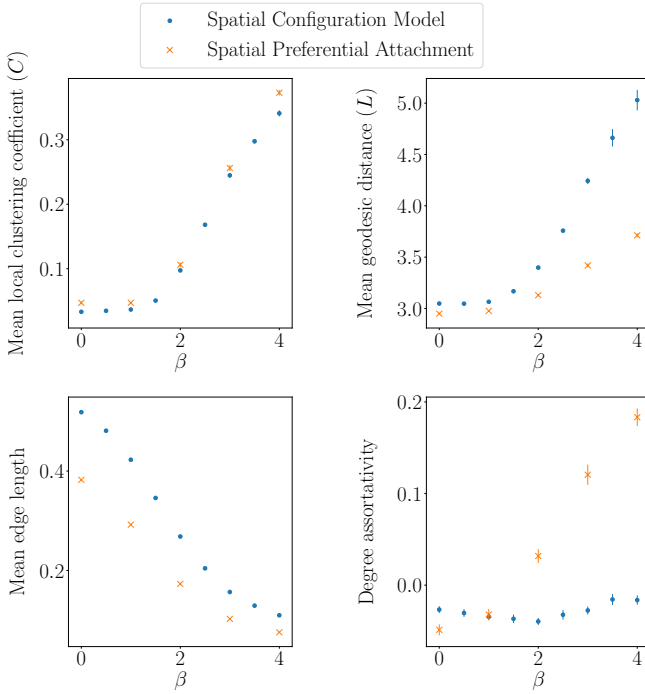 Spatial Configuration Model
Spatial Preferential Attachment
Mean local clustering coefficient (C)
0.3
0.2
0.1
0 2 4
β
Mean geodesic distance (L)
5.0
4.5
4.0
3.5
3.0
0 2 4
β
Mean edge length
0.4
0.2
0 2 4
β
Degree assortativity
0.2
0.1
0.0
0 2 4
β